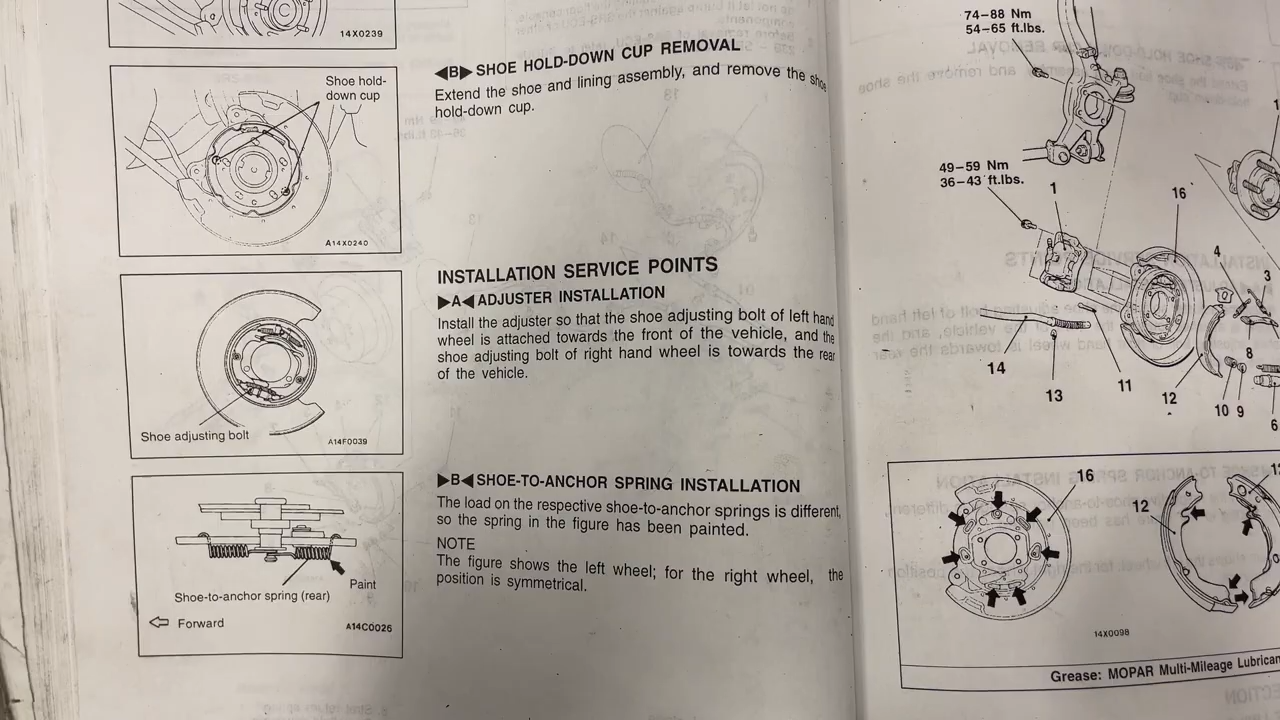 14X0239
Shoe hold-
down cup
A14X0240
◀B▶ SHOE HOLD-DOWN CUP REMOVAL
Extend the shoe and lining assembly, and remove the shoe
hold-down cup.
INSTALLATION SERVICE POINTS
▶A◀ ADJUSTER INSTALLATION
Install the adjuster so that the shoe adjusting bolt of left hand
wheel is attached towards the front of the vehicle, and the
shoe adjusting bolt of right hand wheel is towards the rear
of the vehicle.
Shoe adjusting bolt
A14F0039
▶B◀ SHOE-TO-ANCHOR SPRING INSTALLATION
The load on the respective shoe-to-anchor springs is different,
so the spring in the figure has been painted.
NOTE
The figure shows the left wheel; for the right wheel, the
position is symmetrical.
Paint
Shoe-to-anchor spring (rear)
Forward
A14C0026
74–88 Nm
54–65 ft.lbs.
49–59 Nm
36–43 ft.lbs.
1
16
4
3
8
14
13
11
12
10
9
6
16
12
12
14X0098
Grease: MOPAR Multi-Mileage